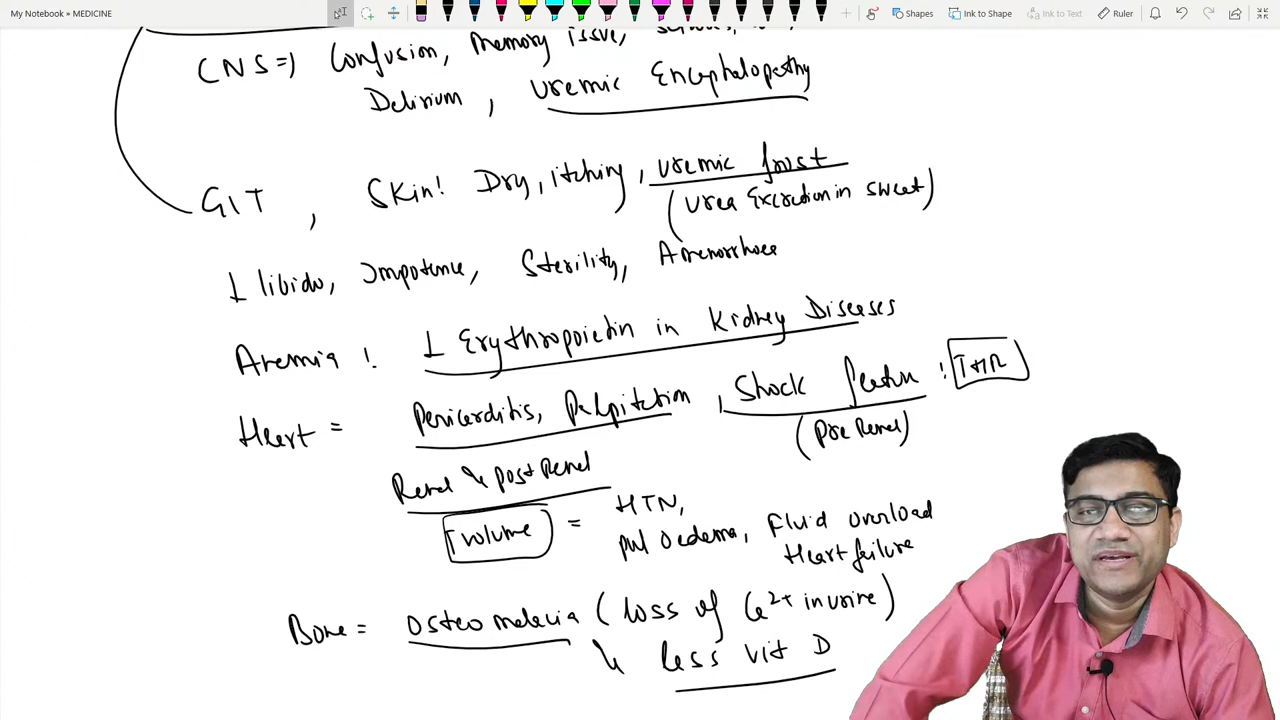 My Notebook = MEDICINE
Shapes
Ink to Shape
Ink to Text
Ruler
CNS => Confusion, Memory issue,
Delirium, Uremic Encephalopathy
GIT, Skin! Dry, itching, uremic frost
(urea Excretion in sweat)
↓ libido, Impotence, Sterility, Amenorrhoea
Anemia! ↓ Erythropoietin in Kidney Diseases
Heart = Pericarditis, Palpitation, Shock feature! ↑HR
(Pre Renal)
Renal & post Renal
↑ volume = HTN,
pul oedema, Fluid overload
Heart failure
Bone = Osteomalacia (loss of Ca2+ in urine)
& less vit D